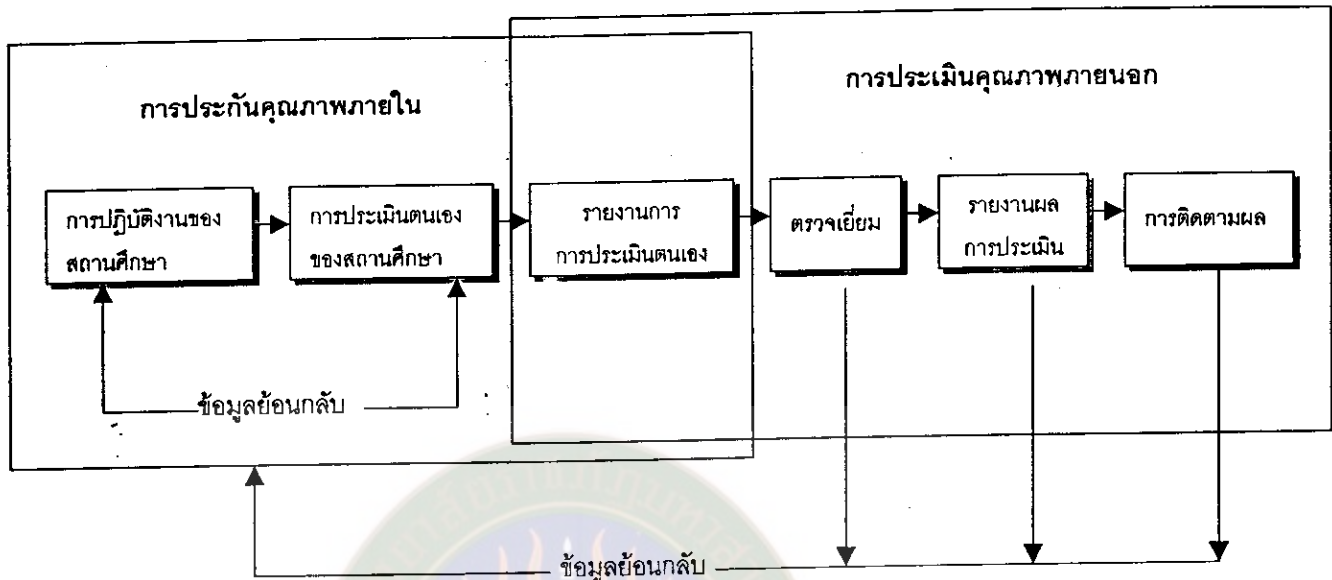 การประกันคุณภาพภายใน
การประเมินคุณภาพภายนอก
การปฏิบัติงานของ
สถานศึกษา
การประเมินตนเอง
ของสถานศึกษา
รายงานการ
การประเมินตนเอง
ตรวจเยี่ยม
รายงานผล
การประเมิน
การติดตามผล
ข้อมูลย้อนกลับ
ข้อมูลย้อนกลับ